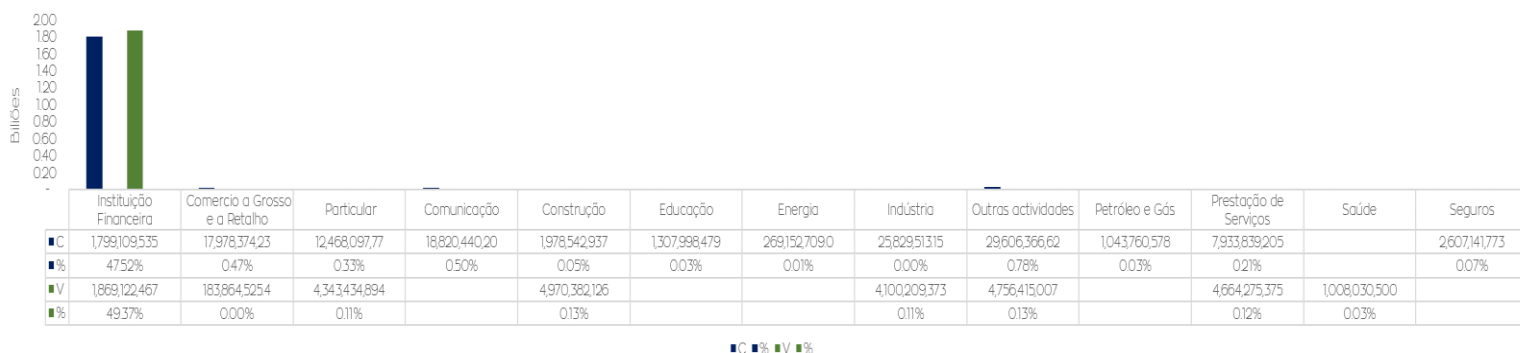 2.00
1.80
1.60
1.40
1.20
1.00
0.80
0.60
0.40
0.20
-
Biliões
Instituição Financeira Comercio a Grosso e a Retalho Particular Comunicação Construção Educação Energia Indústria Outras actividades Petróleo e Gás Prestação de Serviços Saúde Seguros
C 1,799,109,535 17,978,374,23 12,468,097,77 18,820,440,20 1,978,542,937 1,307,998,479 269,152,709.0 25,829,513.15 29,606,366,62 1,043,760,578 7,933,839,205 2,607,141,773
% 47.52% 0.47% 0.33% 0.50% 0.05% 0.03% 0.01% 0.00% 0.78% 0.03% 0.21% 0.07%
V 1,869,122,467 183,864,525.4 4,343,434,894 4,970,382,126 4,100,209,373 4,756,415,007 4,664,275,375 1,008,030,500
% 49.37% 0.00% 0.11% 0.13% 0.11% 0.13% 0.12% 0.03%
C % V %